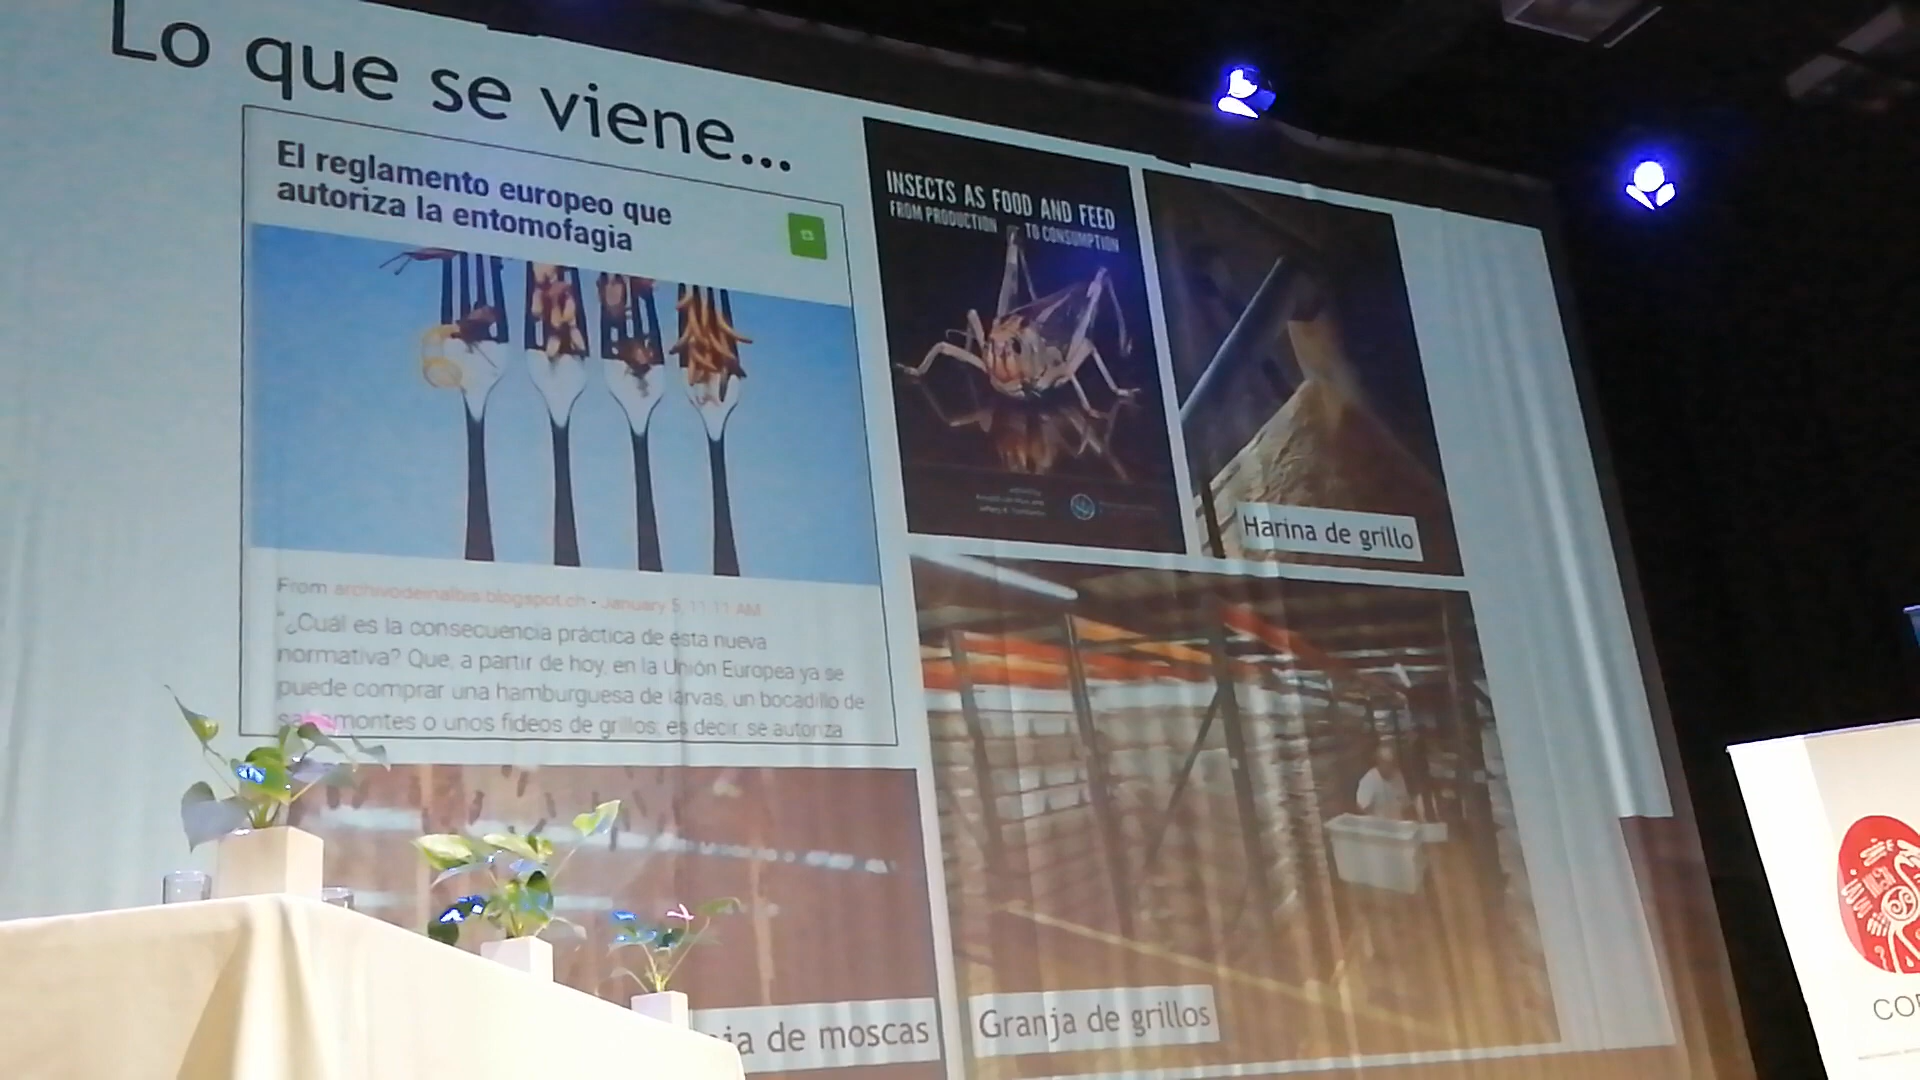 Lo que se viene...
El reglamento europeo que
autoriza la entomofagia
From archivodeinalbis.blogspot.ch • January 5, 11:11 AM
"¿Cuál es la consecuencia práctica de esta nueva
normativa? Que, a partir de hoy, en la Unión Europea ya se
puede comprar una hamburguesa de larvas, un bocadillo de
saltamontes o unos fideos de grillos; es decir, se autoriza
INSECTS AS FOOD AND FEED
FROM PRODUCTION TO CONSUMPTION
Harina de grillo
ja de moscas
Granja de grillos
CO